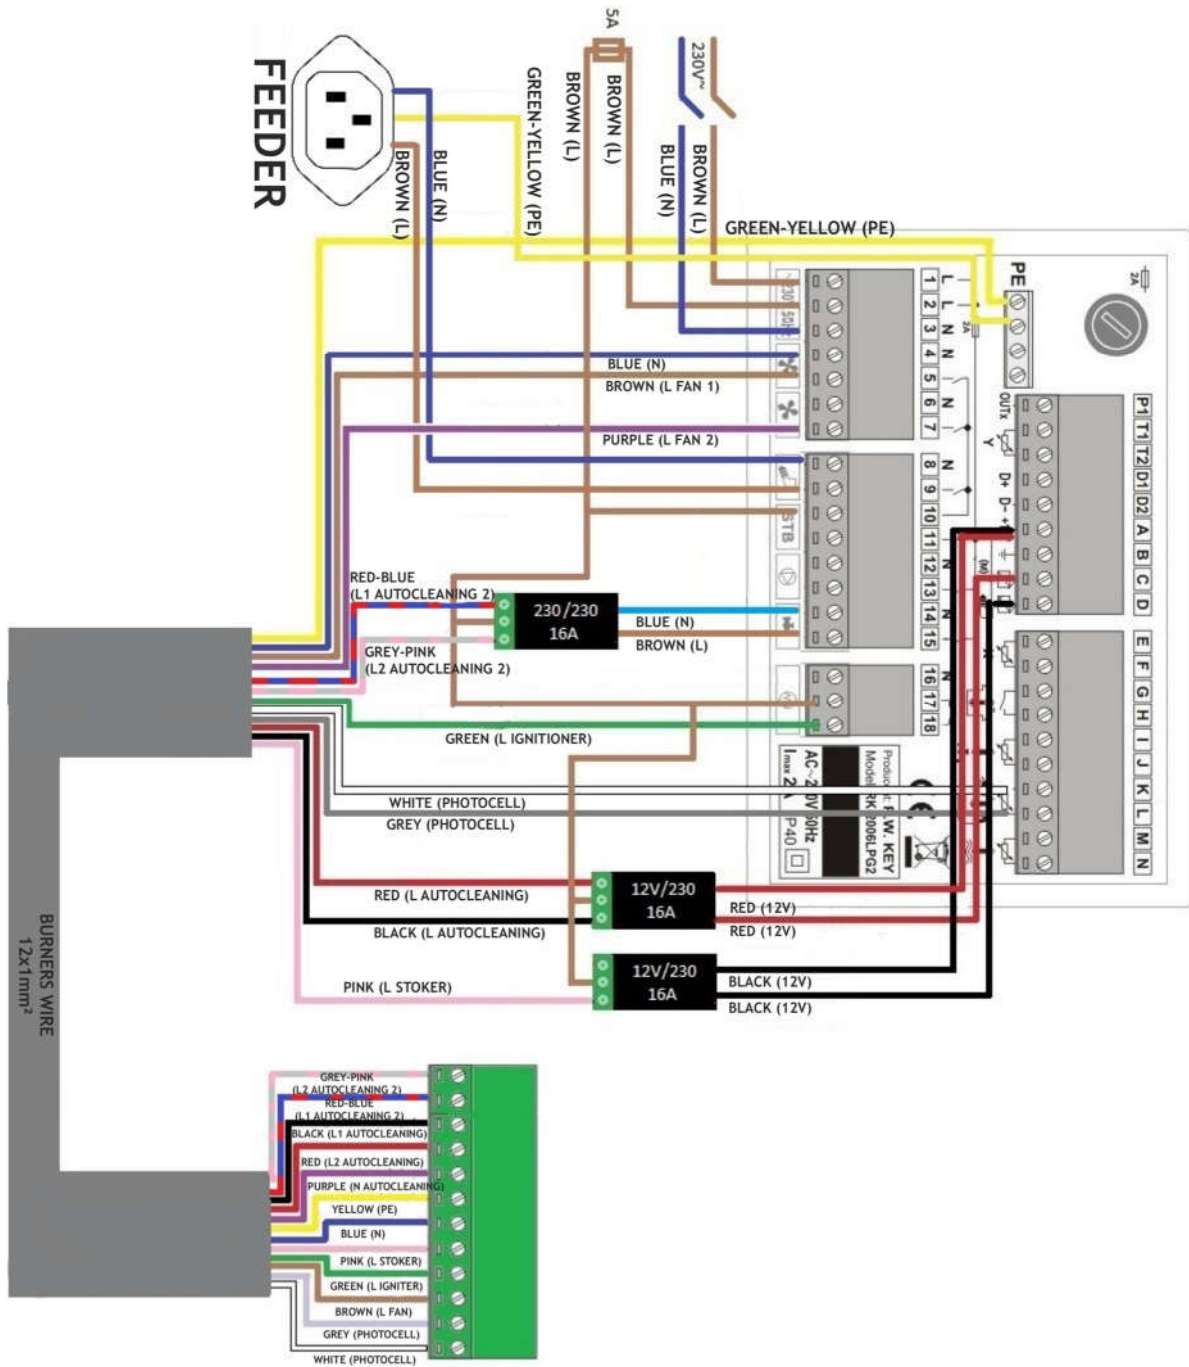 5A
230V~
FEEDER
GREEN-YELLOW (PE)
BROWN (L)
BROWN (L)
BLUE (N)
BROWN (L)
BLUE (N)
BROWN (L)
GREEN-YELLOW (PE)
PE
2A
~230V 50Hz
1 L
2 L
2A
3 N
4 N
5
6 N
7
8 N
9
10
STB
11
12 N
13
14 N
15
16 N
17
18
P1
T1
T2
D1
D2
A
B
C
D
OUTx
Y
D+
D-
(M)
E
F
G
H
I
J
K
L
M
N
BLUE (N)
BROWN (L FAN 1)
PURPLE (L FAN 2)
RED-BLUE
(L1 AUTOCLEANING 2)
230/230
16A
BLUE (N)
BROWN (L)
GREY-PINK
(L2 AUTOCLEANING 2)
GREEN (L IGNITIONER)
WHITE (PHOTOCELL)
GREY (PHOTOCELL)
RED (L AUTOCLEANING)
12V/230
16A
RED (12V)
RED (12V)
BLACK (L AUTOCLEANING)
PINK (L STOKER)
12V/230
16A
BLACK (12V)
BLACK (12V)
BURNERS WIRE
12x1mm²
GREY-PINK
(L2 AUTOCLEANING 2)
RED-BLUE
(L1 AUTOCLEANING 2)
BLACK (L1 AUTOCLEANING)
RED (L2 AUTOCLEANING)
PURPLE (N AUTOCLEANING)
YELLOW (PE)
BLUE (N)
PINK (L STOKER)
GREEN (L IGNITER)
BROWN (L FAN)
GREY (PHOTOCELL)
WHITE (PHOTOCELL)